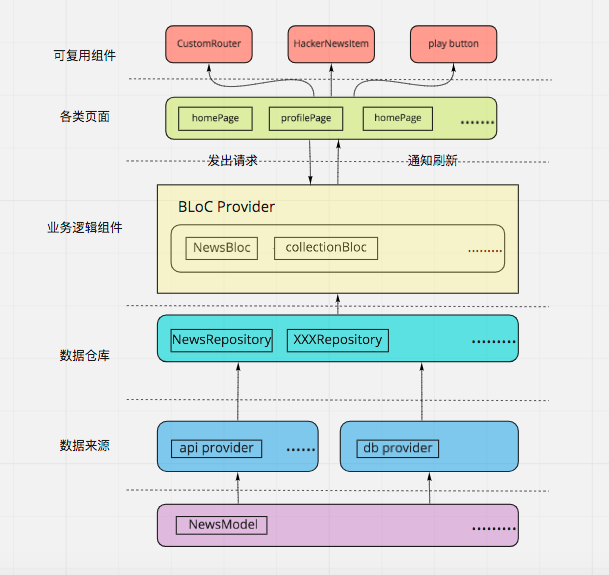 可复用组件
CustomRouter
HackerNewsItem
play button
各类页面
homePage
profilePage
homePage
.......
发出请求
通知刷新
业务逻辑组件
BLoC Provider
NewsBloc
collectionBloc
.........
数据仓库
NewsRepository
XXXRepository
.........
数据来源
api provider
......
db provider
NewsModel
.........